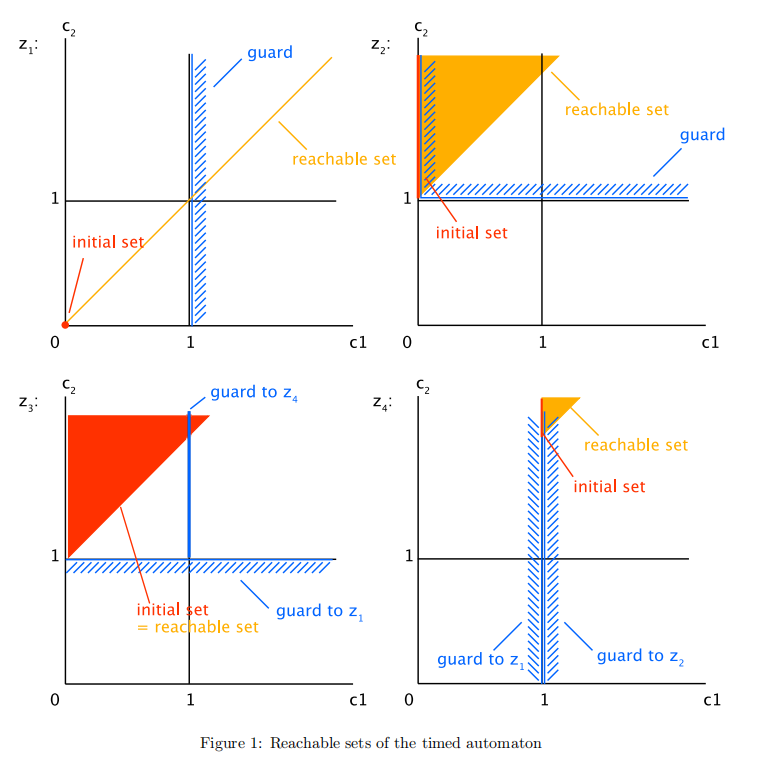 z1:
c2
guard
reachable set
1
initial set
0
1
c1
z2:
c2
reachable set
guard
1
initial set
0
1
c1
z3:
c2
guard to z4
1
guard to z1
initial set
= reachable set
0
1
c1
z4:
c2
reachable set
initial set
1
guard to z1
guard to z2
0
1
c1
Figure 1: Reachable sets of the timed automaton